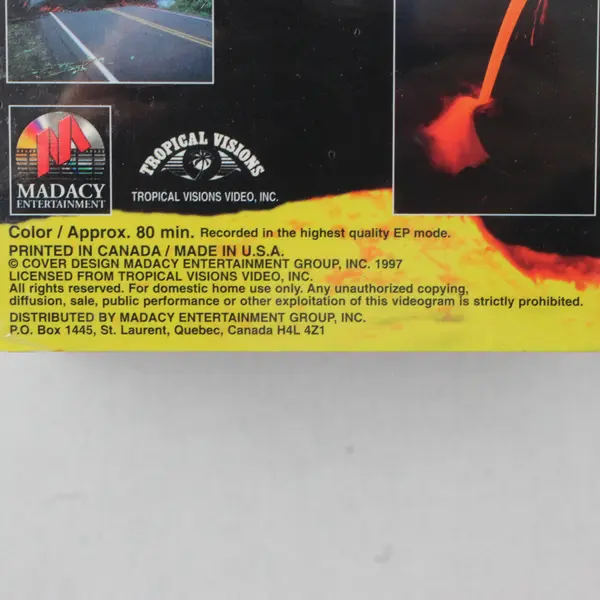 MADACY
ENTERTAINMENT
TROPICAL VISIONS
TROPICAL VISIONS VIDEO, INC.
Color / Approx. 80 min. Recorded in the highest quality EP mode.
PRINTED IN CANADA / MADE IN U.S.A.
© COVER DESIGN MADACY ENTERTAINMENT GROUP, INC. 1997
LICENSED FROM TROPICAL VISIONS VIDEO, INC.
All rights reserved. For domestic home use only. Any unauthorized copying,
diffusion, sale, public performance or other exploitation of this videogram is strictly prohibited.
DISTRIBUTED BY MADACY ENTERTAINMENT GROUP, INC.
P.O. Box 1445, St. Laurent, Quebec, Canada H4L 4Z1